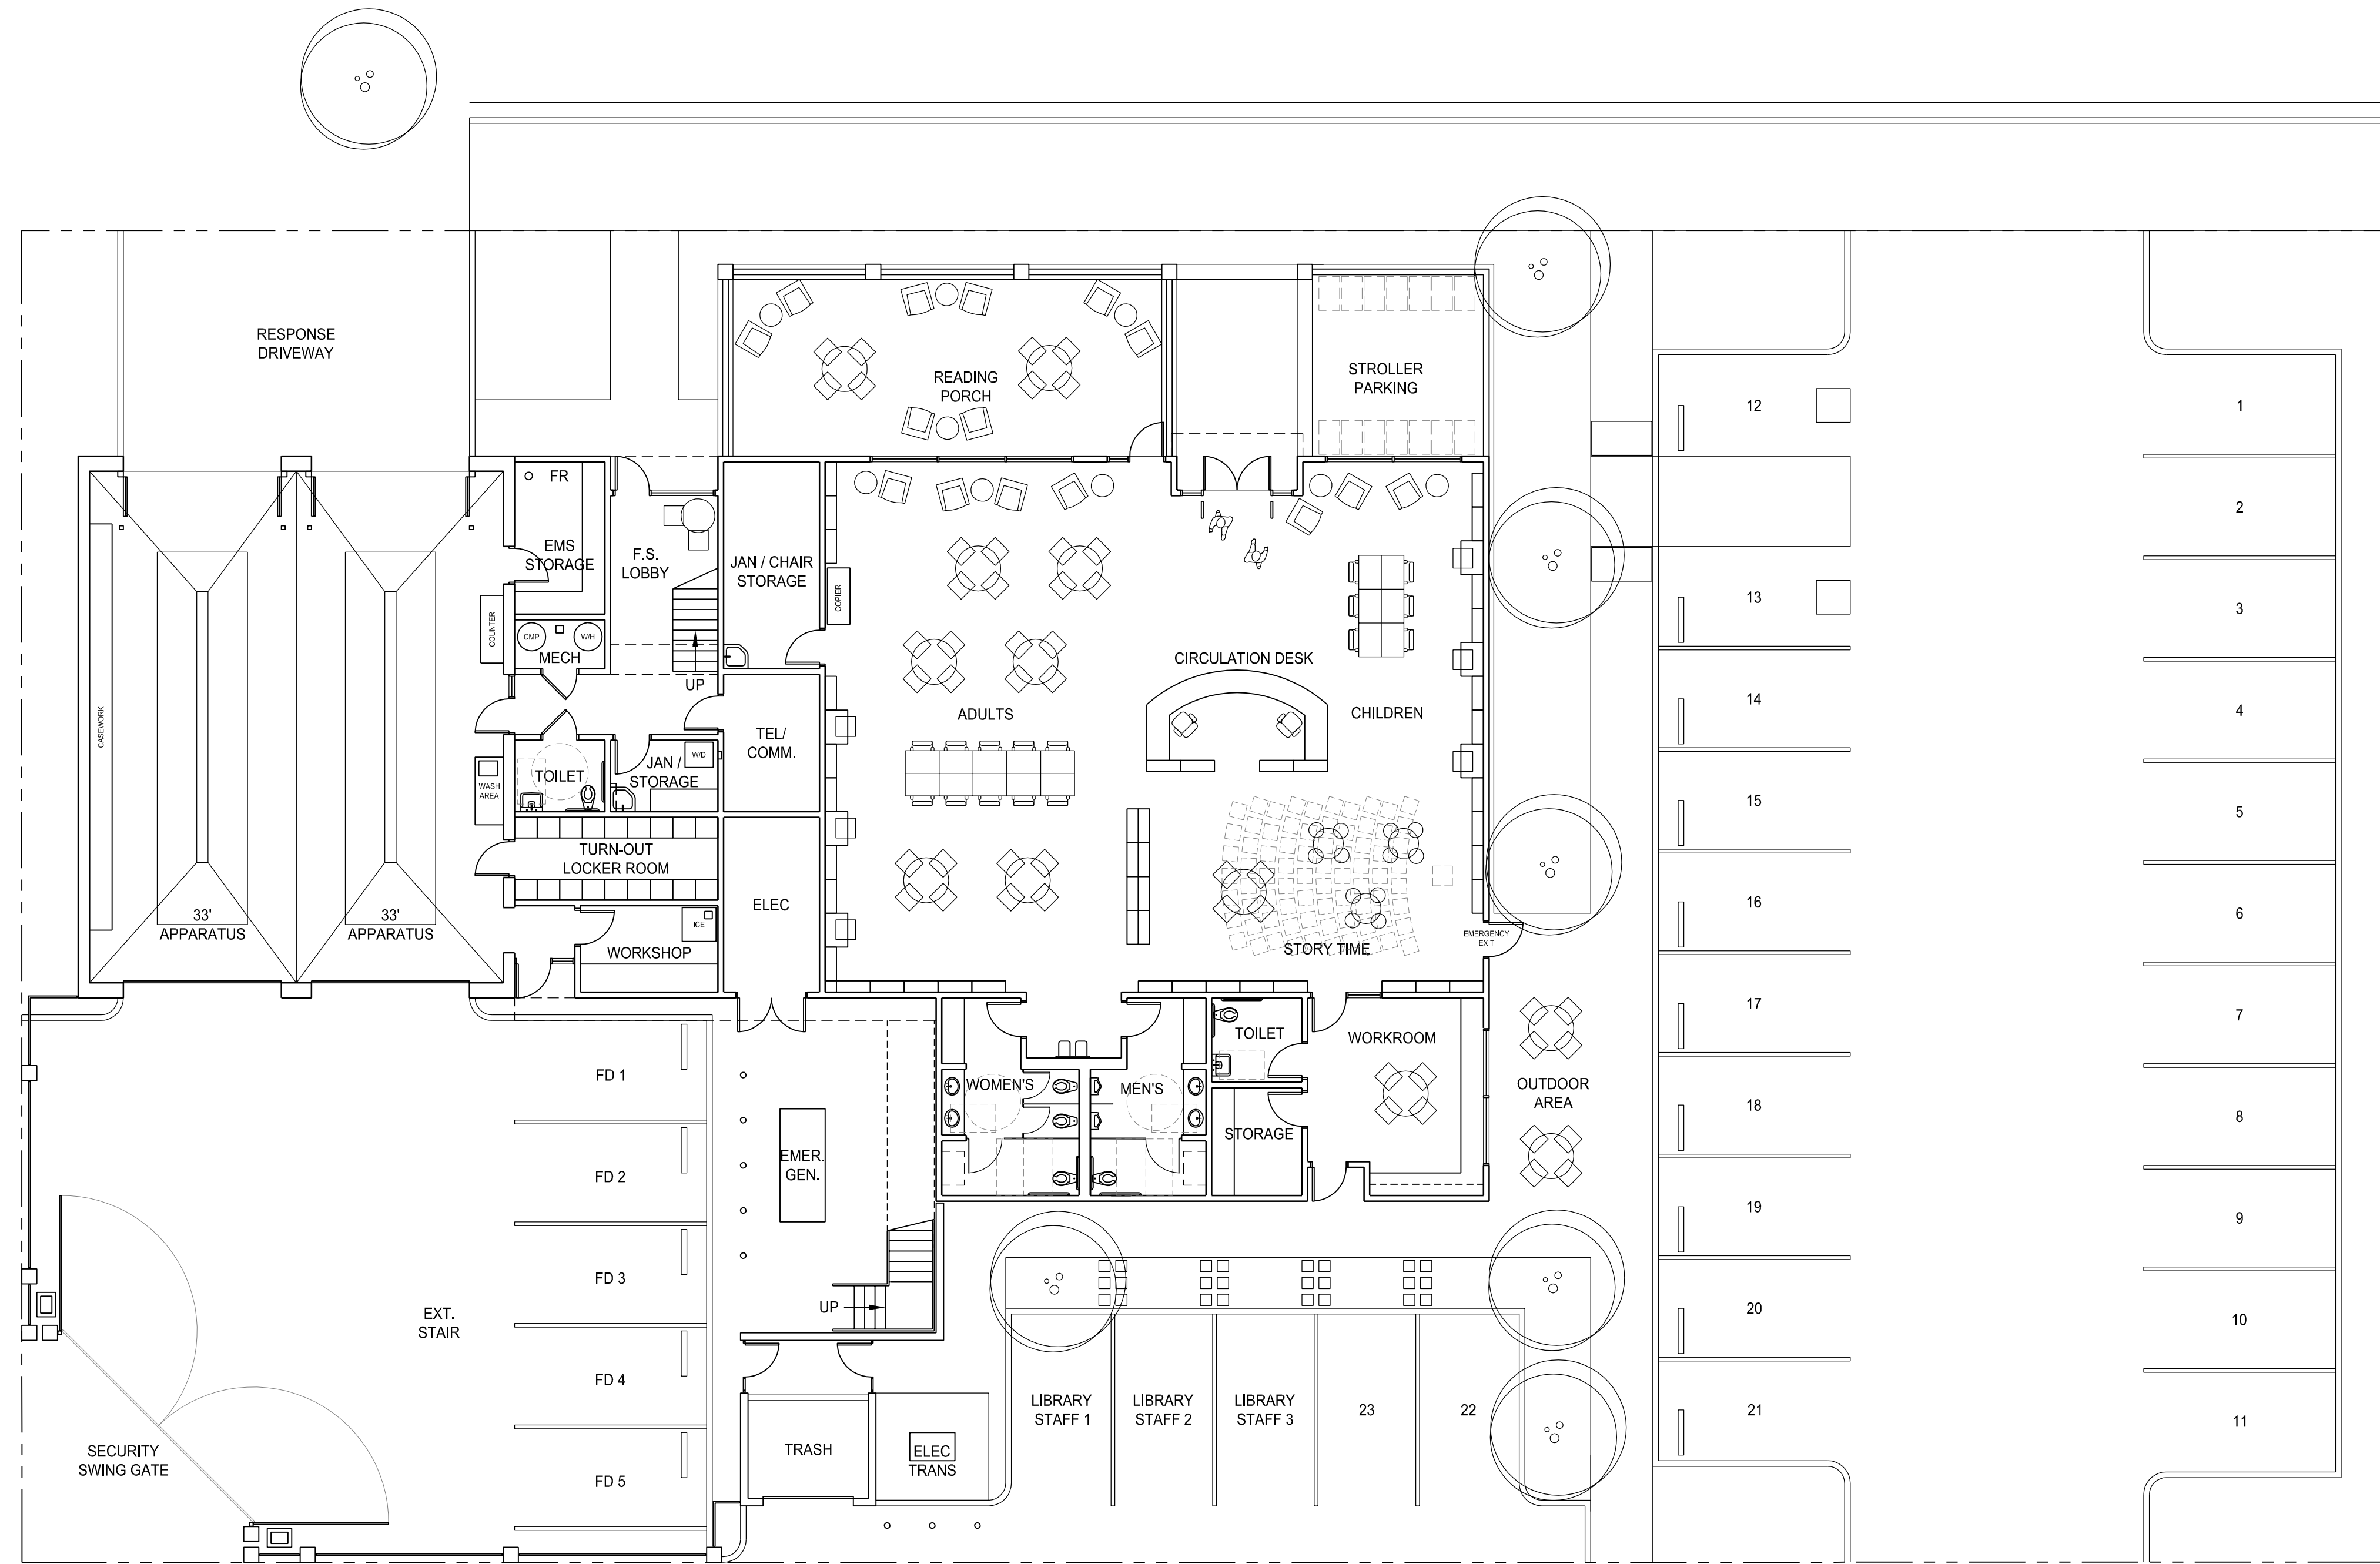 RESPONSE
DRIVEWAY
READING
PORCH
STROLLER
PARKING
12
1
FR
EMS
STORAGE
F.S.
LOBBY
JAN / CHAIR
STORAGE
COPIER
2
13
3
COUNTER
CMP
W/H
MECH
UP
CIRCULATION DESK
ADULTS
CHILDREN
14
4
CASEWORK
TEL/
COMM.
W/D
JAN /
STORAGE
TOILET
WASH
AREA
15
5
TURN-OUT
LOCKER ROOM
ELEC
16
6
33'
APPARATUS
33'
APPARATUS
ICE
WORKSHOP
STORY TIME
EMERGENCY
EXIT
17
7
TOILET
WORKROOM
FD 1
WOMEN'S
MEN'S
OUTDOOR
AREA
18
8
STORAGE
EMER.
GEN.
FD 2
19
9
FD 3
UP
EXT.
STAIR
20
10
FD 4
LIBRARY
STAFF 1
LIBRARY
STAFF 2
LIBRARY
STAFF 3
23
22
21
11
SECURITY
SWING GATE
TRASH
ELEC
TRANS
FD 5